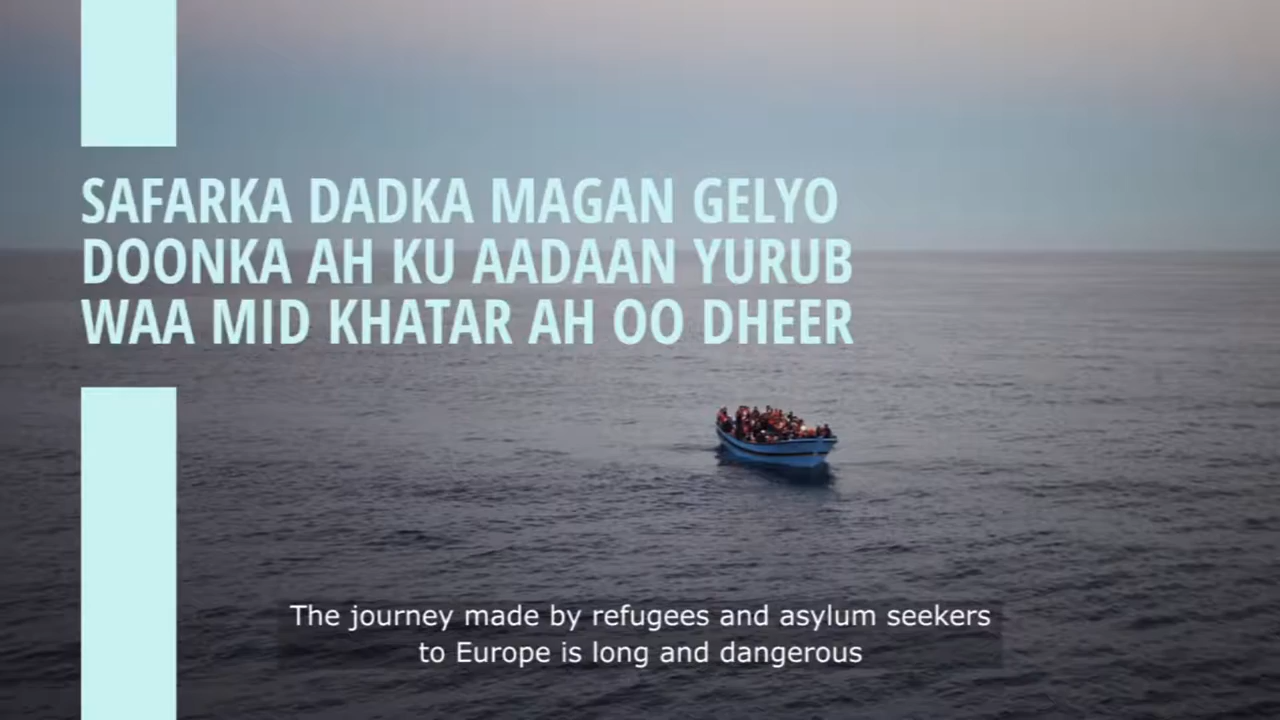 SAFARKA DADKA MAGAN GELYO
DOONKA AH KU AADAAN YURUB
WAA MID KHATAR AH OO DHEER
The journey made by refugees and asylum seekers
to Europe is long and dangerous